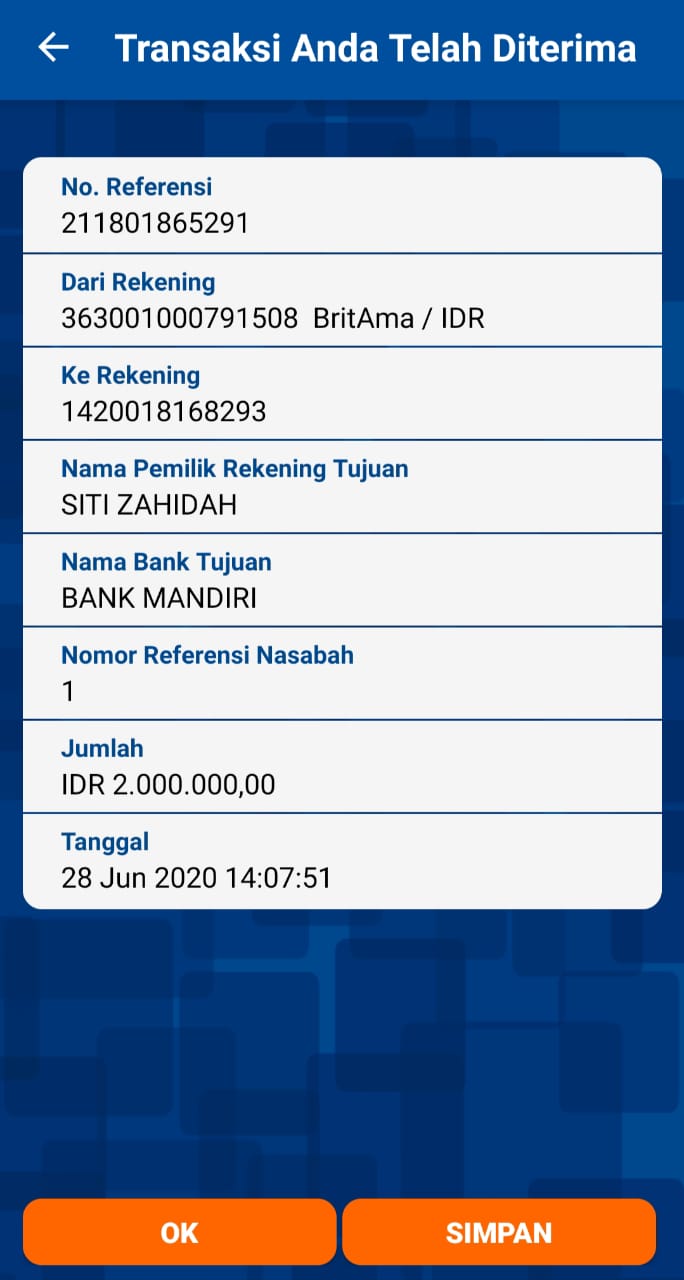 Transaksi Anda Telah Diterima
No. Referensi
211801865291
Dari Rekening
363001000791508 BritAma / IDR
Ke Rekening
1420018168293
Nama Pemilik Rekening Tujuan
SITI ZAHIDAH
Nama Bank Tujuan
BANK MANDIRI
Nomor Referensi Nasabah
1
Jumlah
IDR 2.000.000,00
Tanggal
28 Jun 2020 14:07:51
OK
SIMPAN